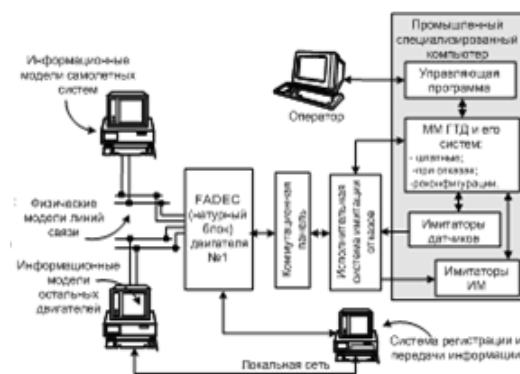 Информационные
модели самолетных
систем
Физические
модели линий
связи
Информационные
модели
остальных
двигателей
Оператор
FADEC
(натурный
блок)
двигателя
№1
Коммутационная
панель
Исполнительная
система имитации
отказов
Промышленный
специализированный
компьютер
Управляющая
программа
ММ ГТД и его
систем:
- штатные;
-при отказах;
-реконфигурации.
Имитаторы
датчиков
Имитаторы
ИМ
Система регистрации и
передачи информации
Локальная сеть